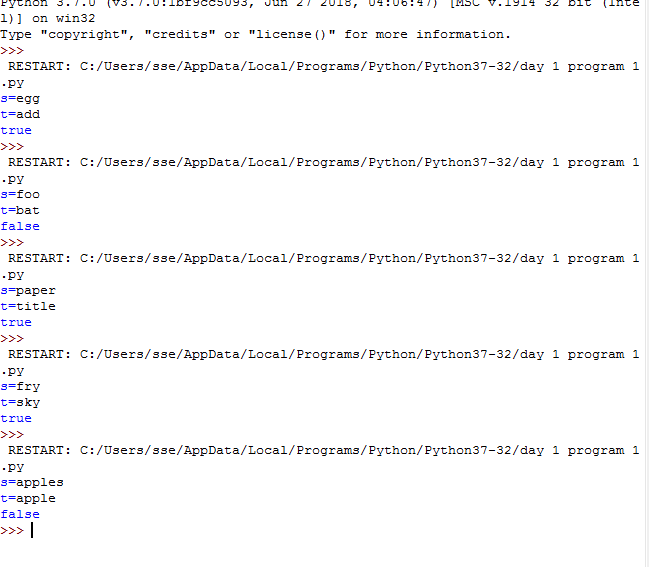 Python 3.7.0 (v3.7.0:1bf9cc5093, Jun 27 2018, 04:06:47) [MSC v.1914 32 bit (Inte
l)] on win32
Type "copyright", "credits" or "license()" for more information.
>>>
 RESTART: C:/Users/sse/AppData/Local/Programs/Python/Python37-32/day 1 program 1
.py
s=egg
t=add
true
>>>
 RESTART: C:/Users/sse/AppData/Local/Programs/Python/Python37-32/day 1 program 1
.py
s=foo
t=bat
false
>>>
 RESTART: C:/Users/sse/AppData/Local/Programs/Python/Python37-32/day 1 program 1
.py
s=paper
t=title
true
>>>
 RESTART: C:/Users/sse/AppData/Local/Programs/Python/Python37-32/day 1 program 1
.py
s=fry
t=sky
true
>>>
 RESTART: C:/Users/sse/AppData/Local/Programs/Python/Python37-32/day 1 program 1
.py
s=apples
t=apple
false
>>>